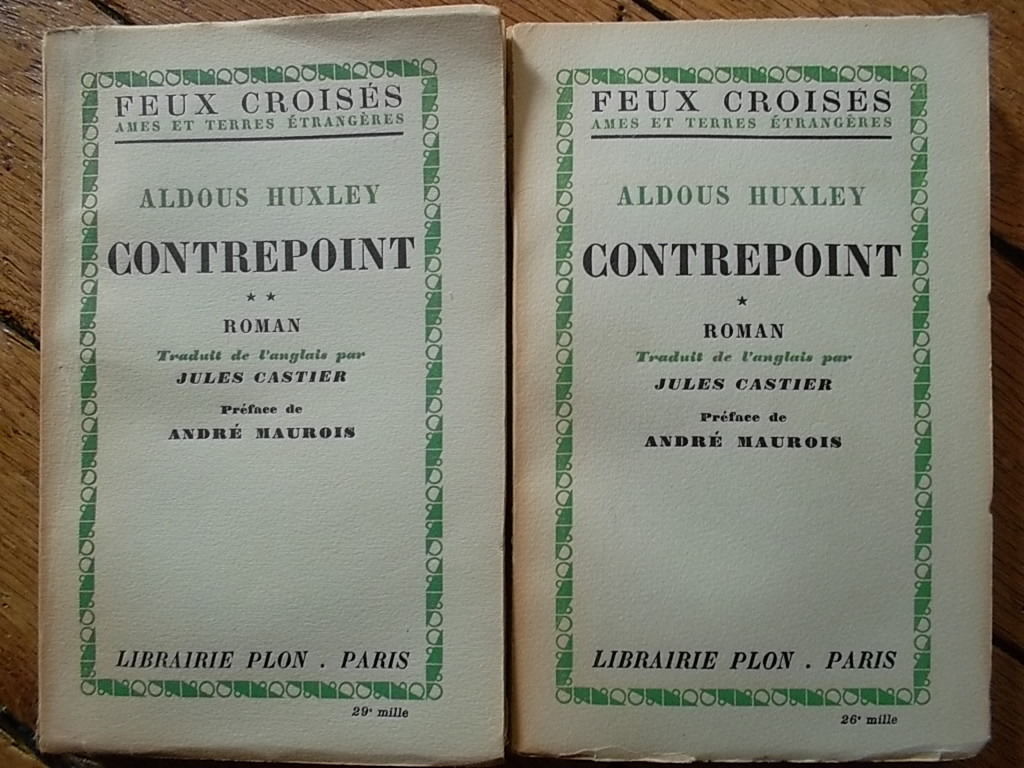 FEUX CROISÉS
AMES ET TERRES ÉTRANGÈRES
ALDOUS HUXLEY
CONTREPOINT
★ ★
ROMAN
Traduit de l'anglais par
JULES CASTIER
Préface de
ANDRÉ MAUROIS
LIBRAIRIE PLON . PARIS
29e mille
FEUX CROISÉS
AMES ET TERRES ÉTRANGÈRES
ALDOUS HUXLEY
CONTREPOINT
★
ROMAN
Traduit de l'anglais par
JULES CASTIER
Préface de
ANDRÉ MAUROIS
LIBRAIRIE PLON . PARIS
26e mille